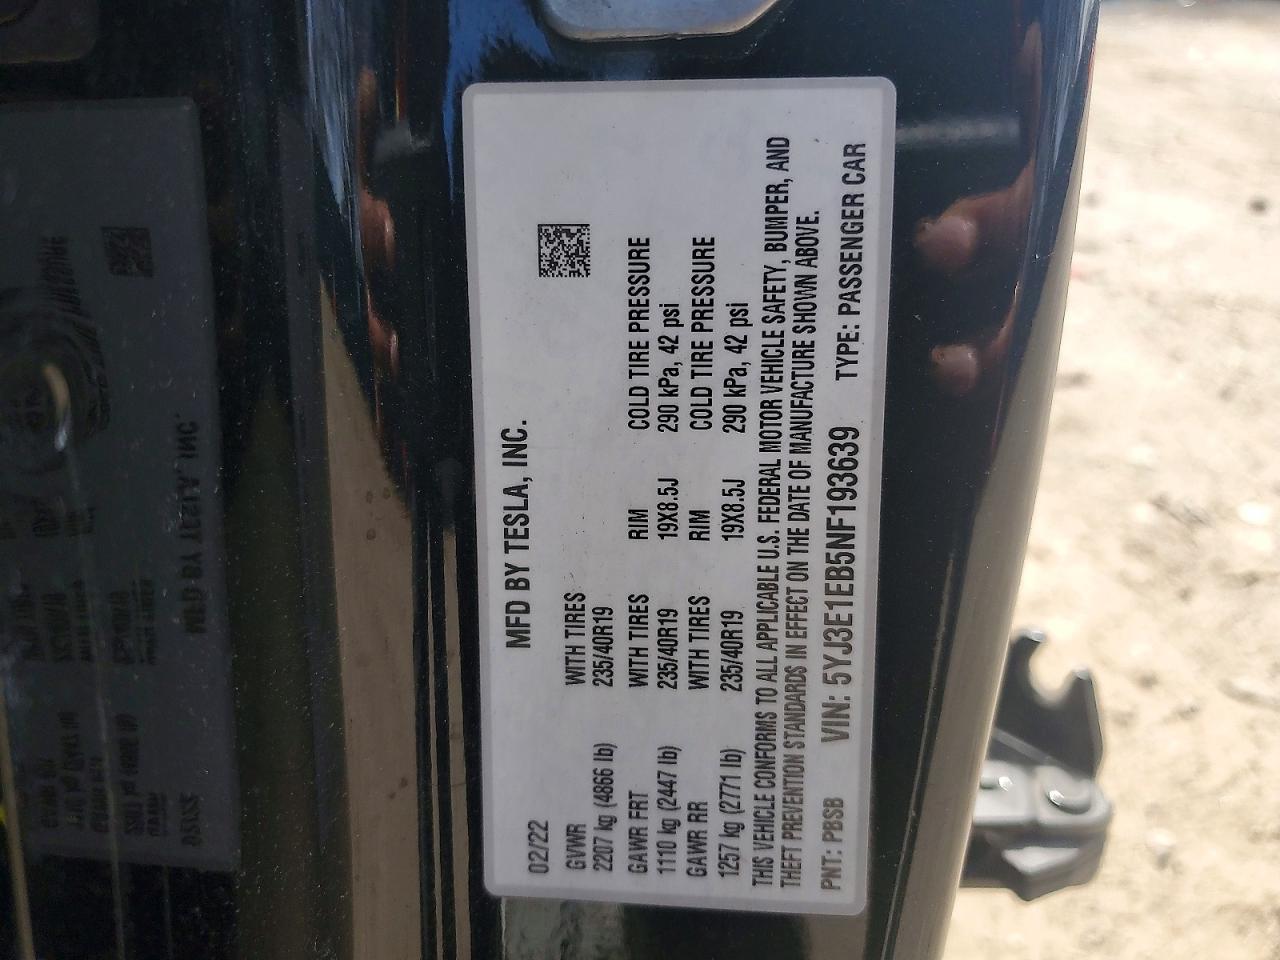 MFD BY TESLA, INC.
02/22
GVWR WITH TIRES
2207 kg (4866 lb) 235/40R19
GAWR FRT WITH TIRES RIM COLD TIRE PRESSURE
1110 kg (2447 lb) 235/40R19 19X8.5J 290 kPa, 42 psi
GAWR RR WITH TIRES RIM COLD TIRE PRESSURE
1257 kg (2771 lb) 235/40R19 19X8.5J 290 kPa, 42 psi
THIS VEHICLE CONFORMS TO ALL APPLICABLE U.S. FEDERAL MOTOR VEHICLE SAFETY, BUMPER, AND
THEFT PREVENTION STANDARDS IN EFFECT ON THE DATE OF MANUFACTURE SHOWN ABOVE.
PNT: PBSB VIN: 5YJ3E1EB5NF193639 TYPE: PASSENGER CAR